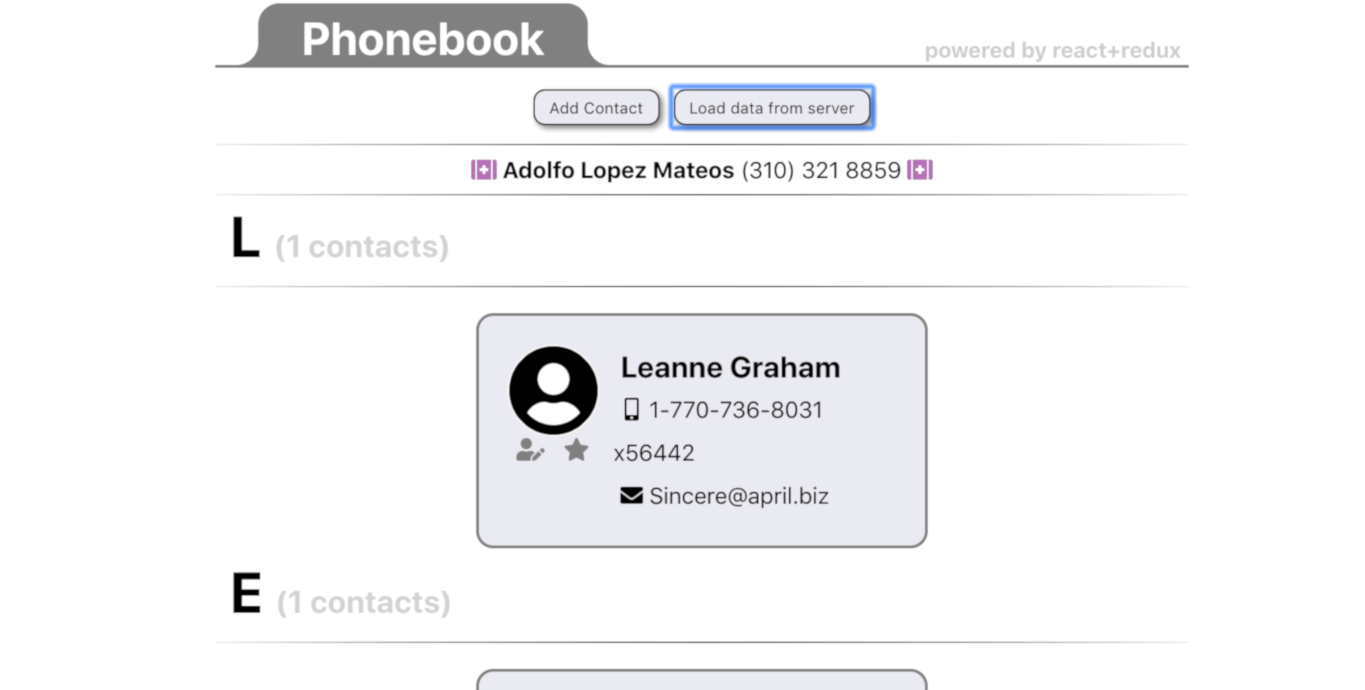 Phonebook
powered by react+redux
Add Contact Load data from server
Adolfo Lopez Mateos (310) 321 8859
L (1 contacts)
Leanne Graham
1-770-736-8031
x56442
Sincere@april.biz
E (1 contacts)